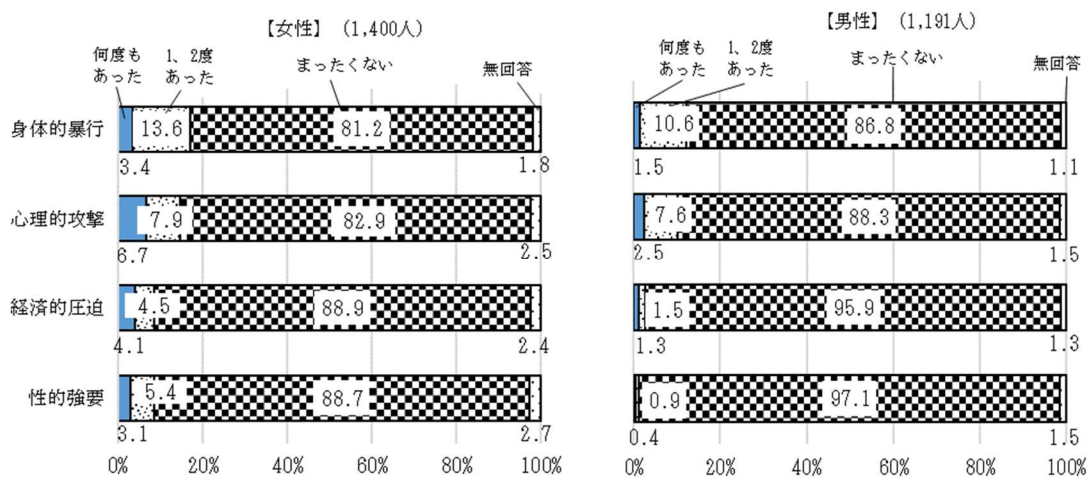 【女性】 (1,400人)
何度も
あった
1、2度
あった
まったくない
無回答
身体的暴行
13.6
81.2
3.4
1.8
心理的攻撃
7.9
82.9
6.7
2.5
経済的圧迫
4.5
88.9
4.1
2.4
性的強要
5.4
88.7
3.1
2.7
0% 20% 40% 60% 80% 100%
【男性】 (1,191人)
何度も
あった
1、2度
あった
まったくない
無回答
10.6
86.8
1.5
1.1
7.6
88.3
2.5
1.5
1.5
95.9
1.3
1.3
0.9
97.1
0.4
1.5
0% 20% 40% 60% 80% 100%